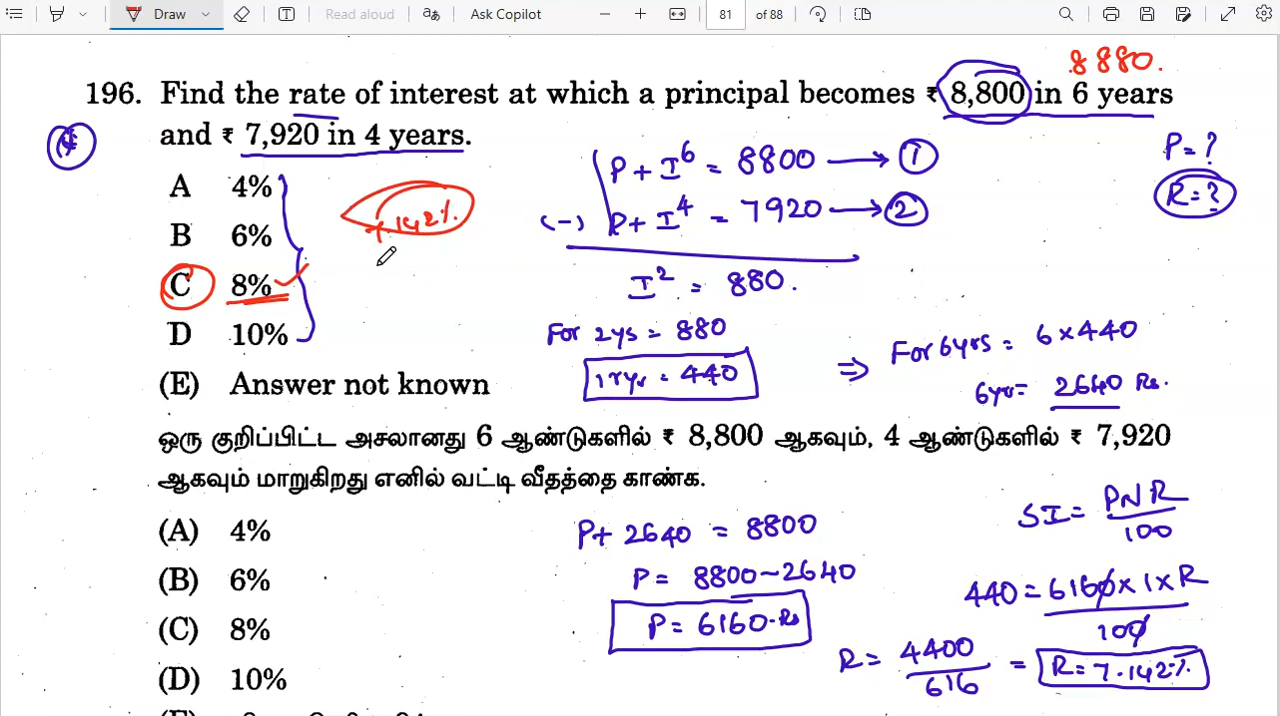 Draw
Read aloud
Ask Copilot
81 of 88
8880.
196. Find the rate of interest at which a principal becomes ₹ 8,800 in 6 years
and ₹ 7,920 in 4 years.
A 4%
B 6%
C 8%
D 10%
(E) Answer not known
142%.
P + I⁶ = 8800 → 1
(-) P + I⁴ = 7920 → 2
I² = 880.
P = ?
R = ?
For 2ys = 880
1 yr = 440
⇒ For 6yrs = 6 × 440
6yr = 2640 Rs.
ஒரு குறிப்பிட்ட அசலானது 6 ஆண்டுகளில் ₹ 8,800 ஆகவும், 4 ஆண்டுகளில் ₹ 7,920
ஆகவும் மாறுகிறது எனில் வட்டி வீதத்தை காண்க.
(A) 4%
(B) 6%
(C) 8%
(D) 10%
P + 2640 = 8800
P = 8800 - 2640
P = 6160.Rs
SI = PNR / 100
440 = 6160 × 1 × R / 100
R = 4400 / 616 = R = 7.142%